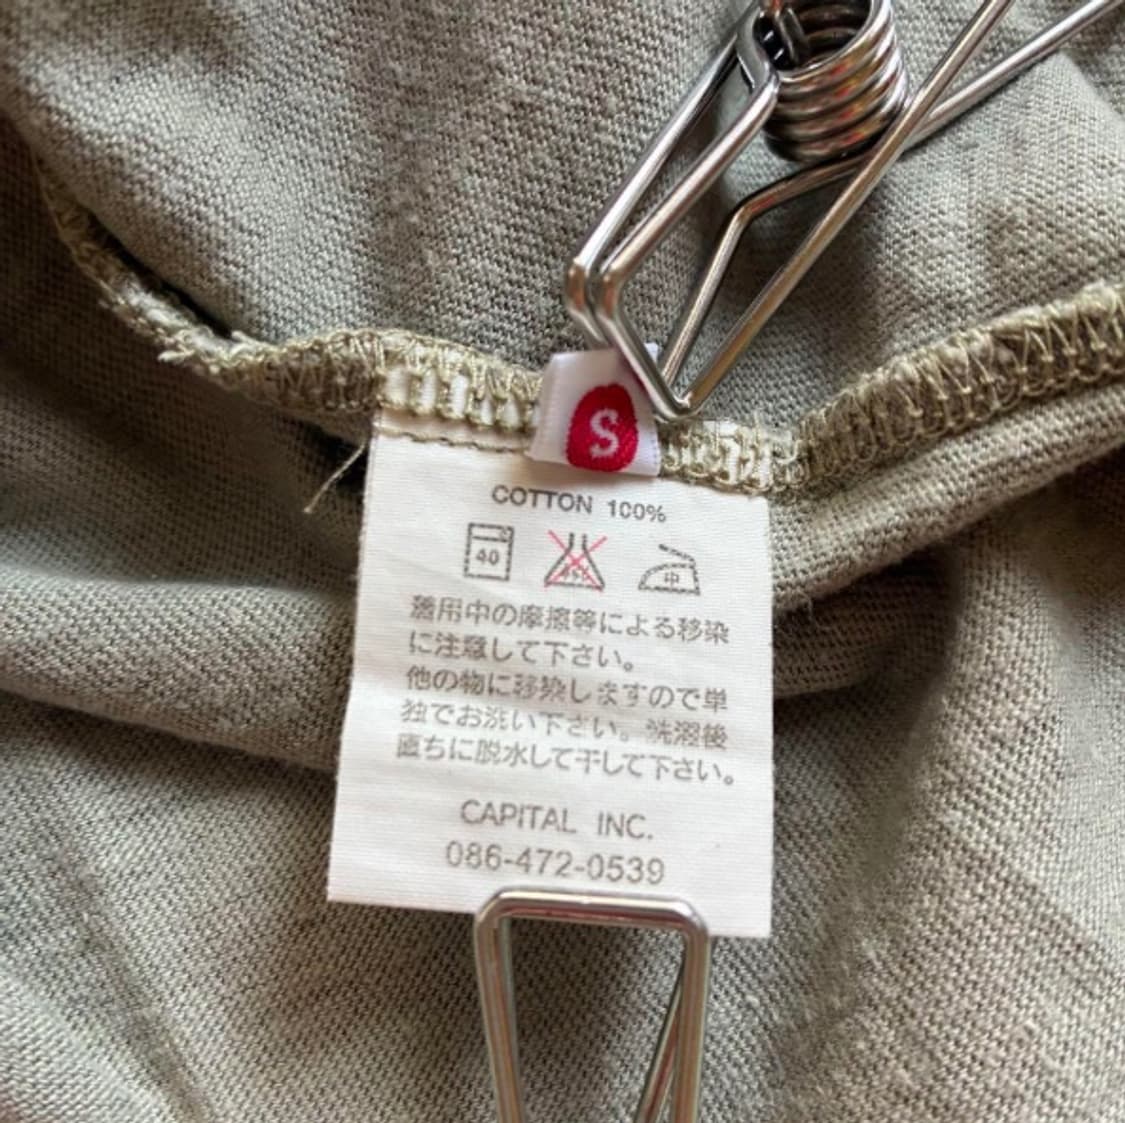 S
COTTON 100%
40
中
着用中の摩擦等による移染
に注意して下さい。
他の物に移染しますので単
独でお洗い下さい。洗濯後
直ちに脱水して干して下さい。
CAPITAL INC.
086-472-0539